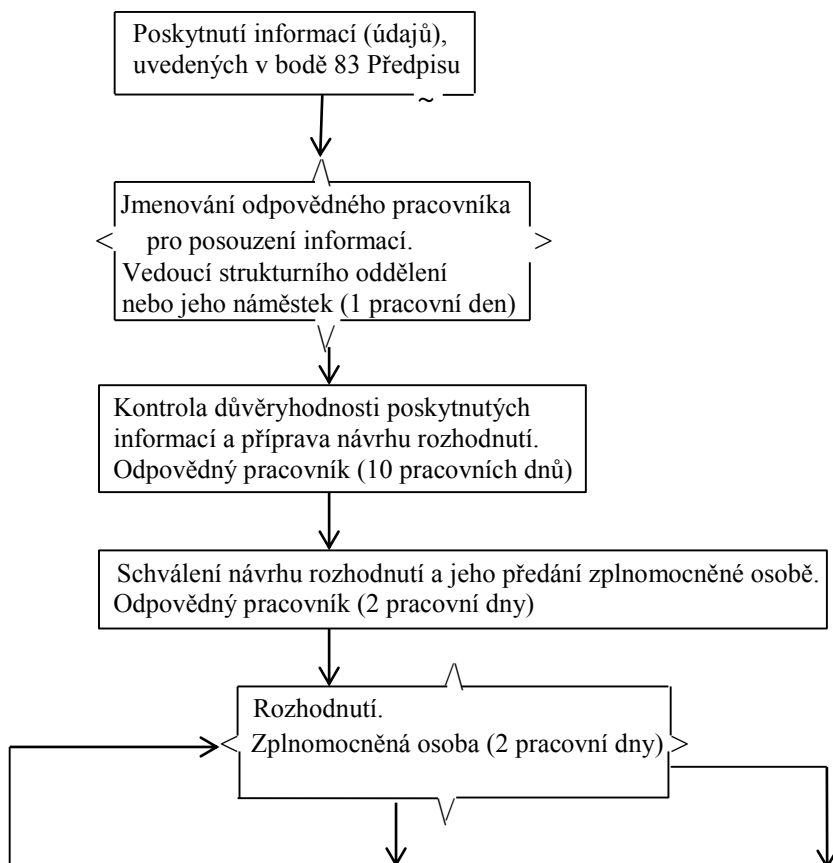 Poskytnutí informací (údajů),
uvedených v bodě 83 Předpisu
~
Jmenování odpovědného pracovníka
pro posouzení informací.
Vedoucí strukturního oddělení
nebo jeho náměstek (1 pracovní den)
Kontrola důvěryhodnosti poskytnutých
informací a příprava návrhu rozhodnutí.
Odpovědný pracovník (10 pracovních dnů)
Schválení návrhu rozhodnutí a jeho předání zplnomocněné osobě.
Odpovědný pracovník (2 pracovní dny)
Rozhodnutí.
Zplnomocněná osoba (2 pracovní dny)